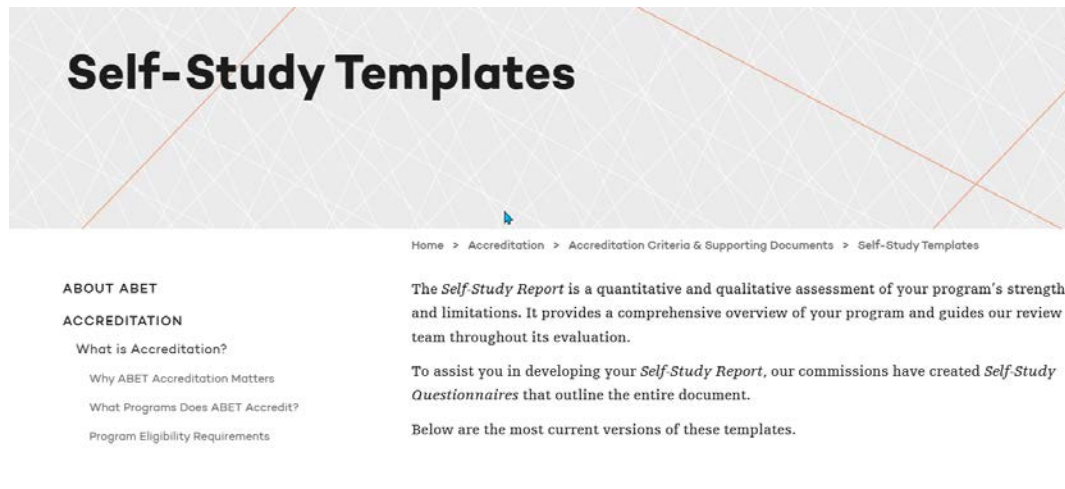 Self-Study Templates
Home > Accreditation > Accreditation Criteria & Supporting Documents > Self-Study Templates
ABOUT ABET
ACCREDITATION
What is Accreditation?
Why ABET Accreditation Matters
What Programs Does ABET Accredit?
Program Eligibility Requirements
The Self-Study Report is a quantitative and qualitative assessment of your program's strength
and limitations. It provides a comprehensive overview of your program and guides our review
team throughout its evaluation.
To assist you in developing your Self-Study Report, our commissions have created Self-Study
Questionnaires that outline the entire document.
Below are the most current versions of these templates.